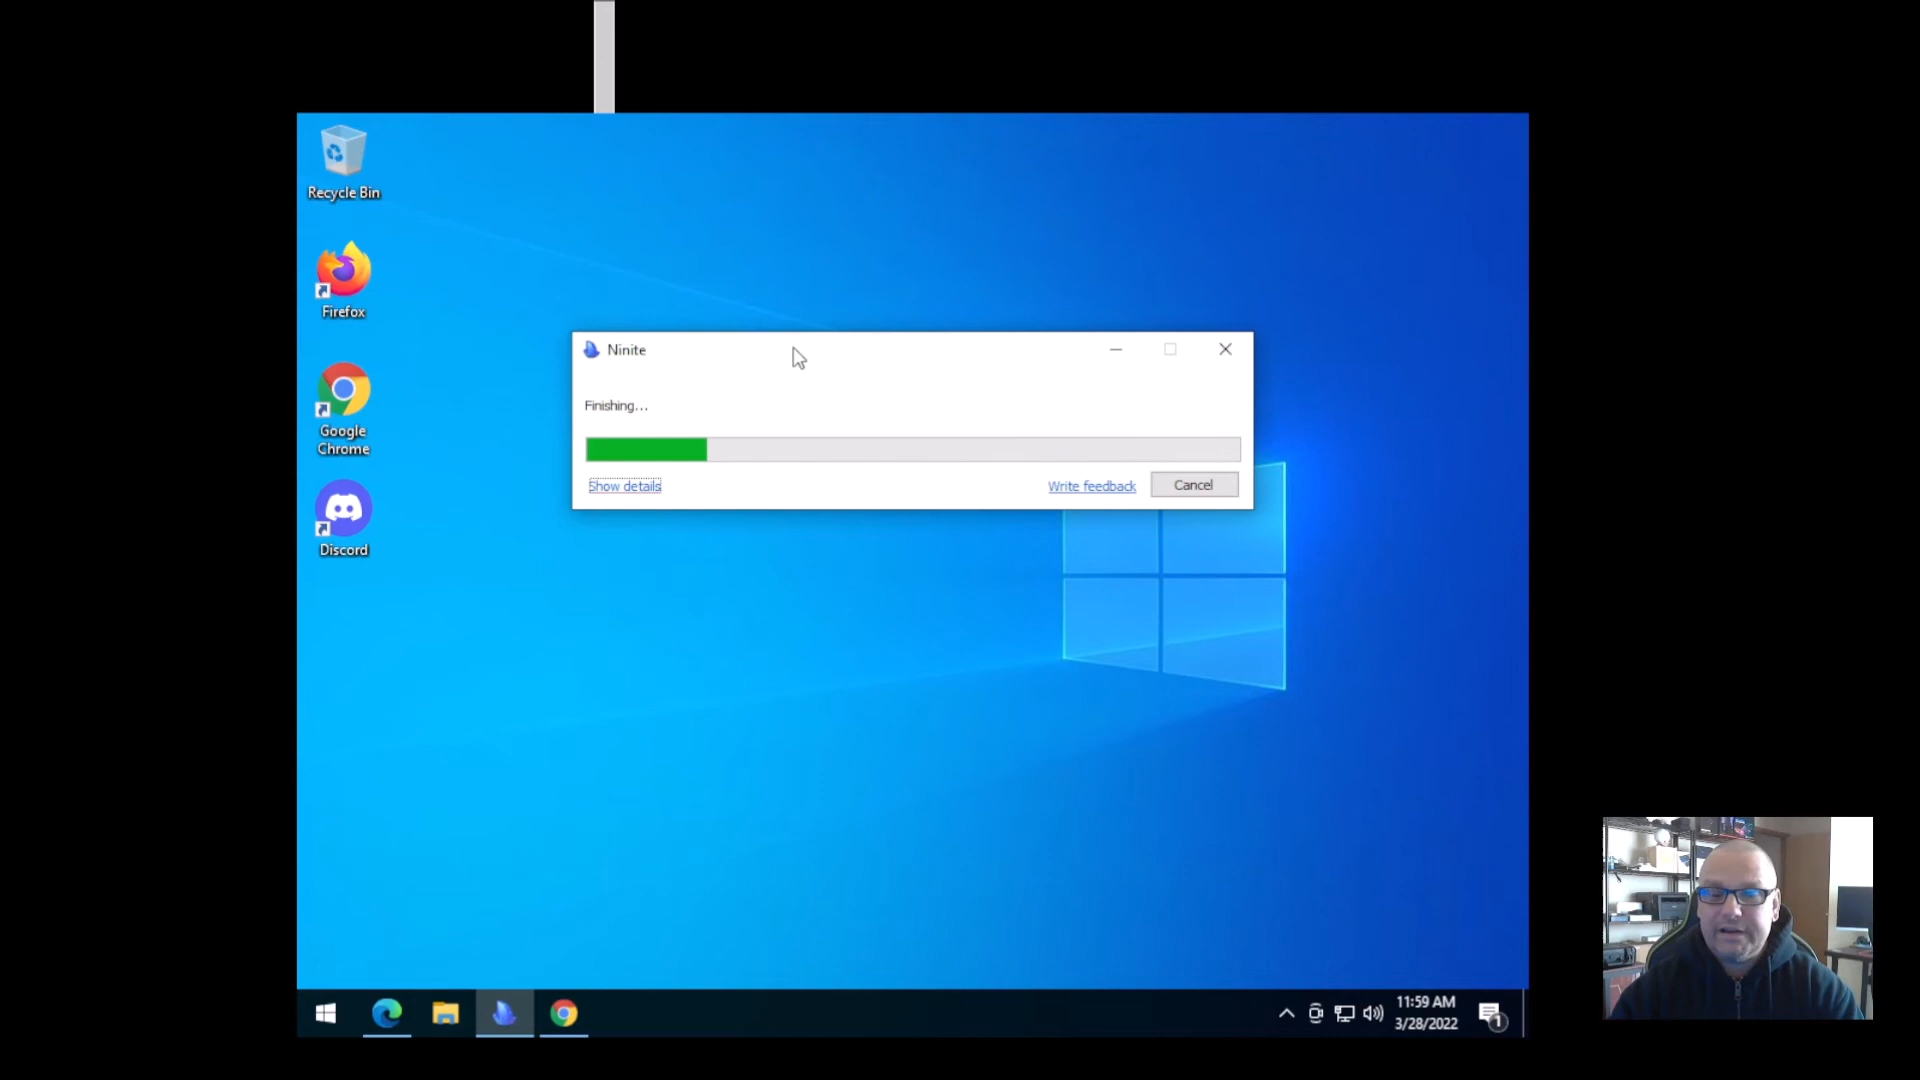 Recycle Bin
Firefox
Google
Chrome
Discord
Ninite
Finishing...
Show details
Write feedback
Cancel
11:59 AM
3/28/2022
1